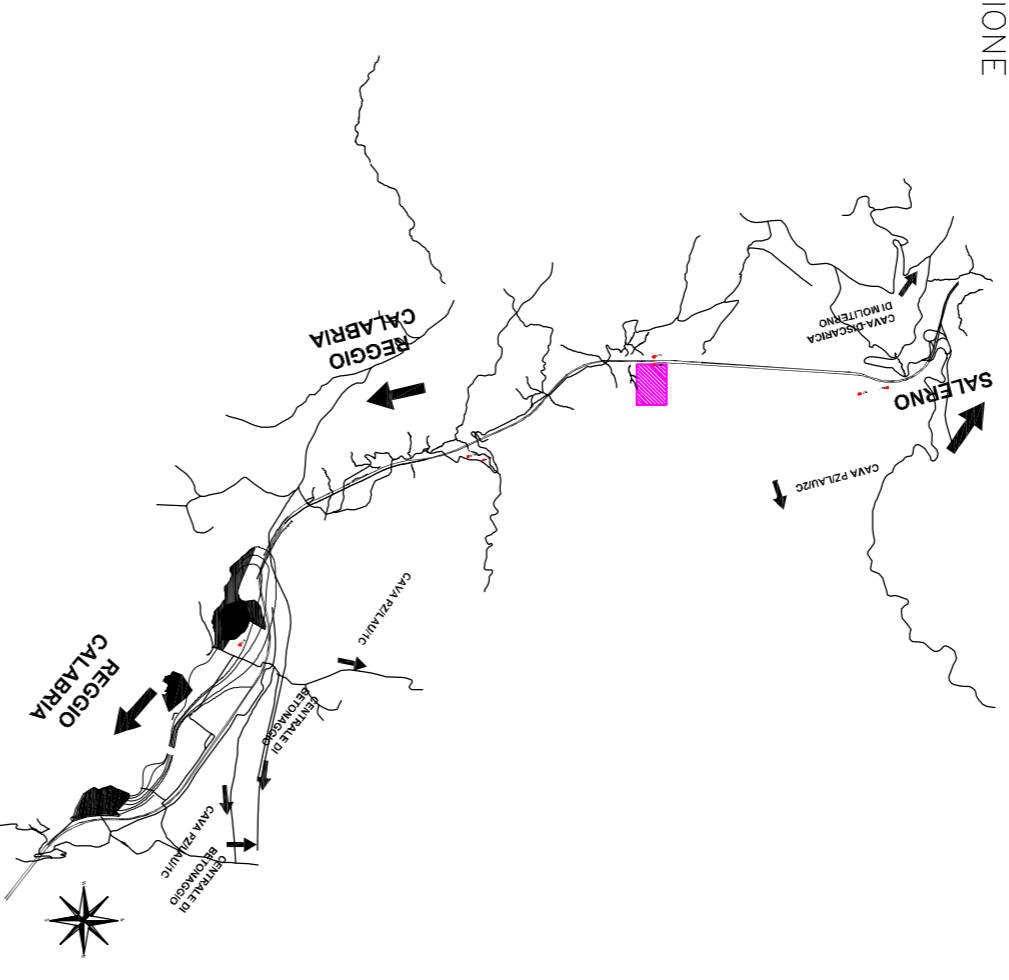 IONE
CAVA-DISCARICA
DI MOLITERNO
SALERNO
REGGIO
CALABRIA
CAVA PZ/LAU/2C
CAVA PZ/LAU/1C
REGGIO
CALABRIA
CENTRALE DI
BETONAGGIO
CAVA PZ/LAU/1C
CENTRALE DI
BETONAGGIO